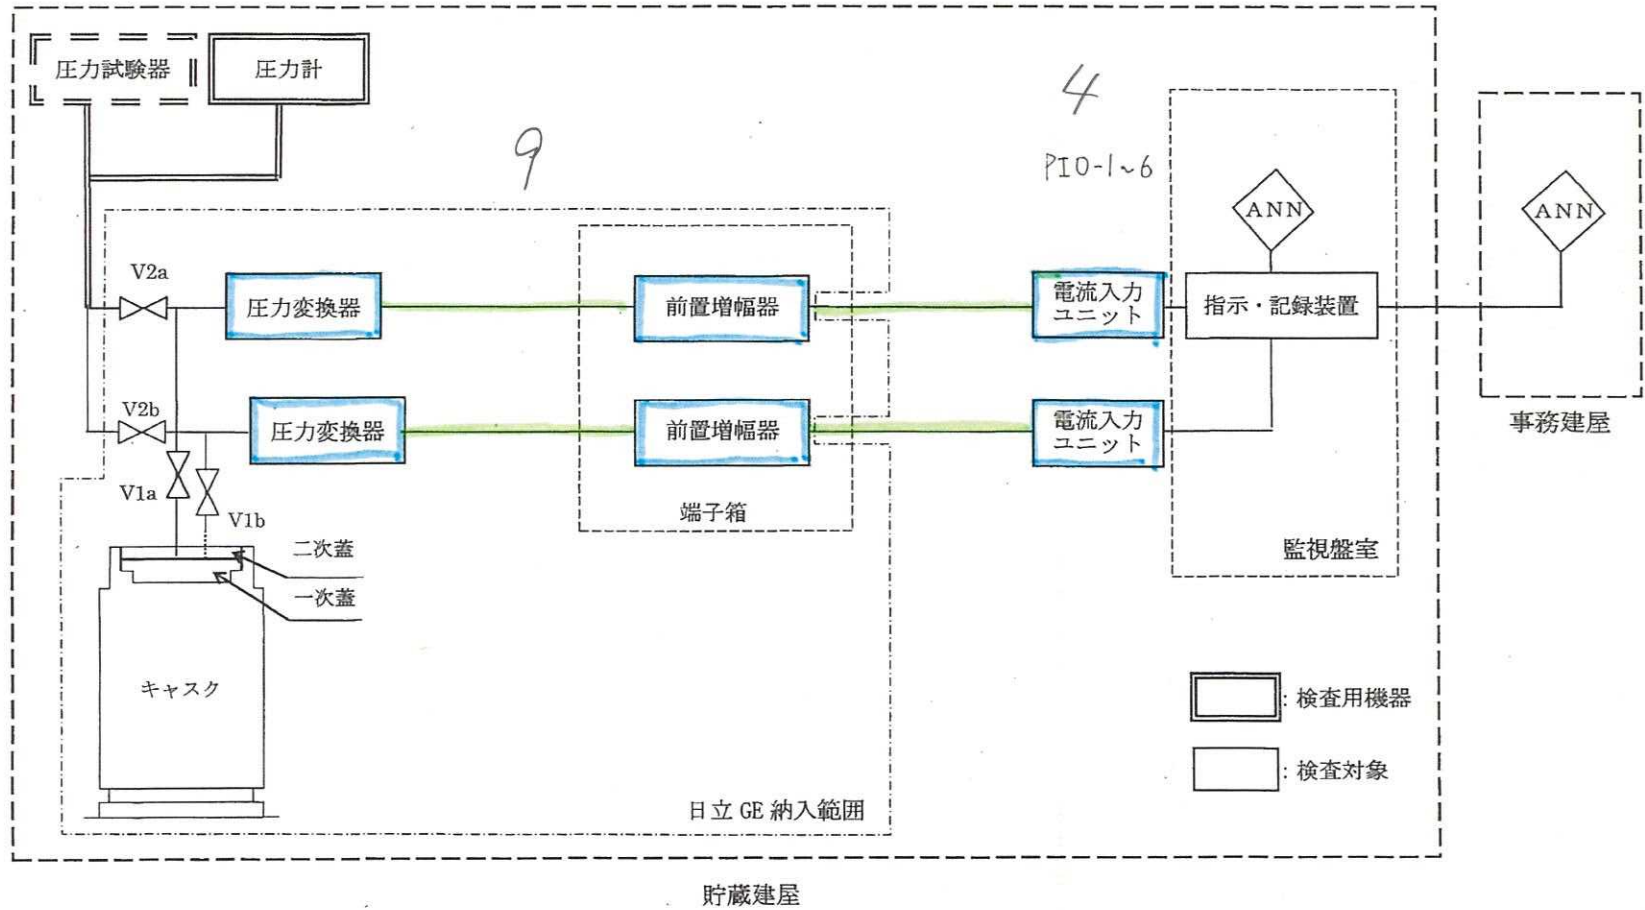 圧力試験器
圧力計
4
9
PIO-1~6
ANN
ANN
V2a
圧力変換器
前置増幅器
電流入力
ユニット
指示・記録装置
V2b
圧力変換器
前置増幅器
電流入力
ユニット
事務建屋
V1a
V1b
端子箱
監視盤室
二次蓋
一次蓋
キャスク
:検査用機器
:検査対象
日立GE納入範囲
貯蔵建屋